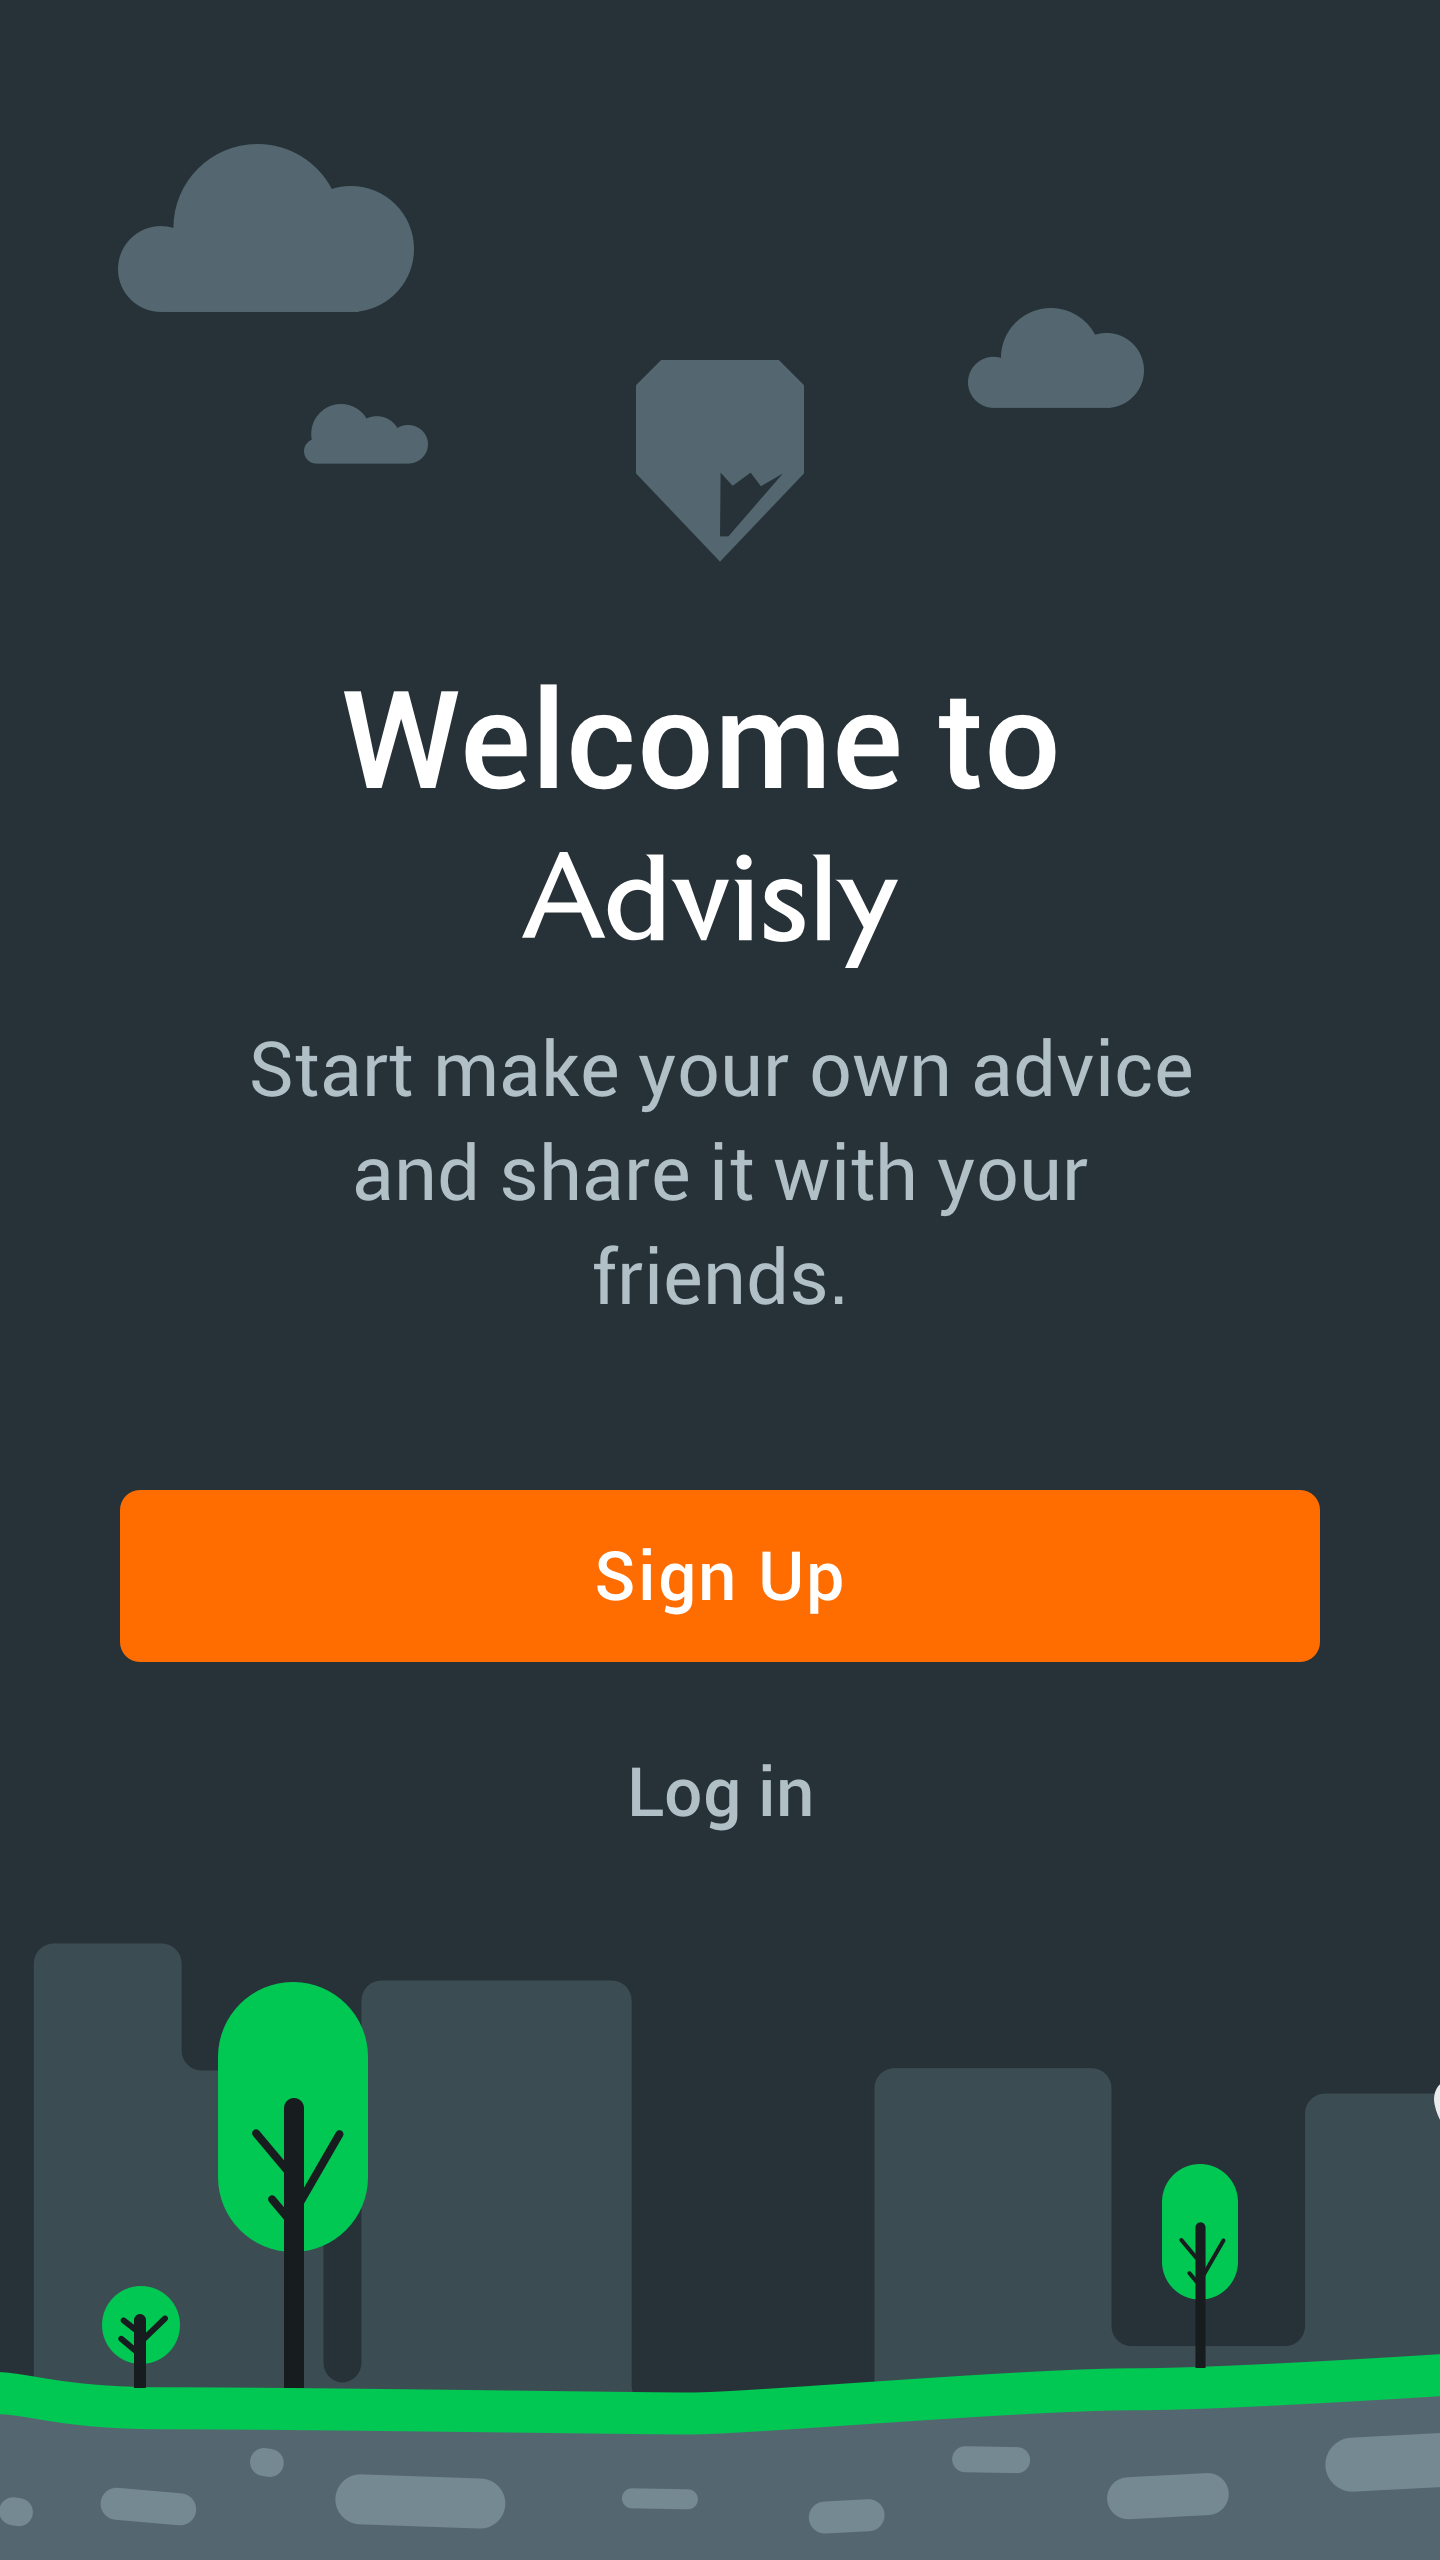 Welcome to
Advisly
Start make your own advice
and share it with your
friends.
Sign Up
Log in